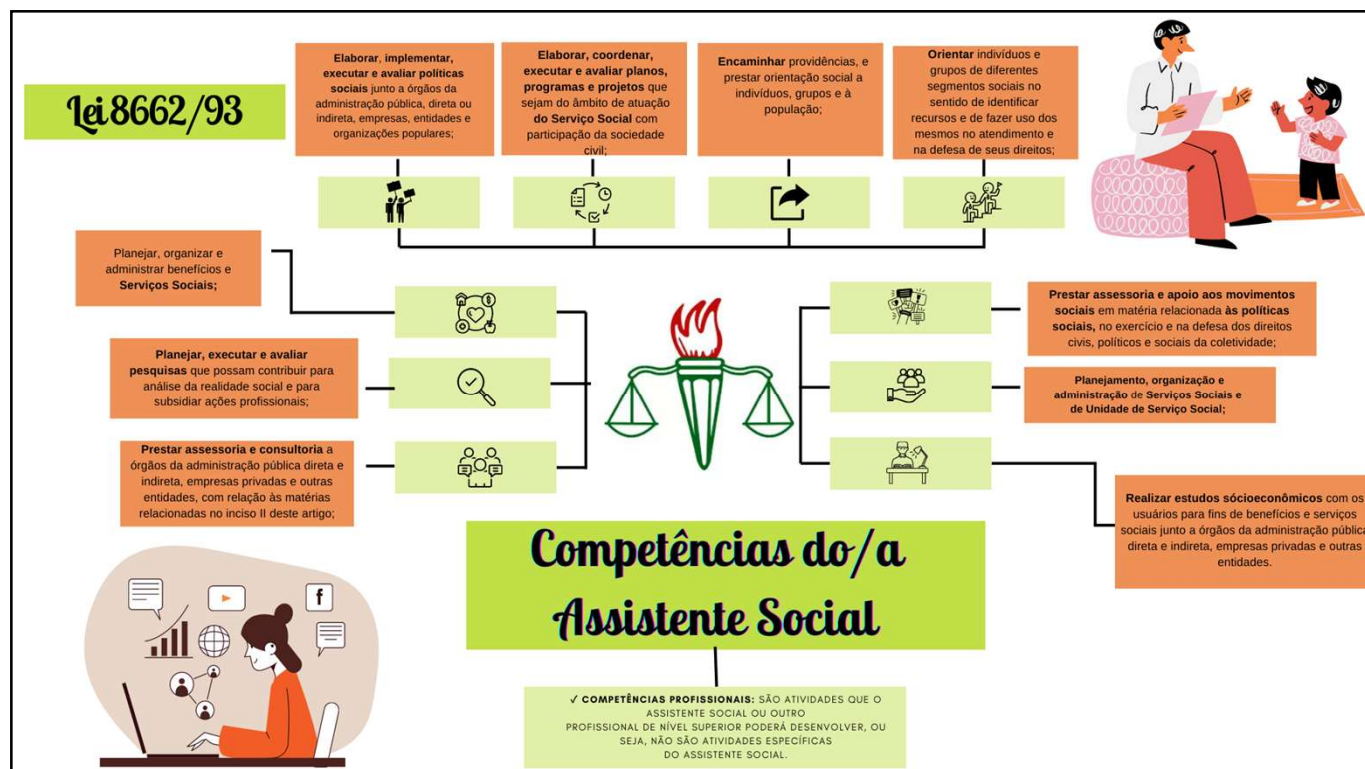 Lei 8662/93
Elaborar, implementar,
executar e avaliar políticas
sociais junto a órgãos da
administração pública, direta ou
indireta, empresas, entidades e
organizações populares;
Elaborar, coordenar,
executar e avaliar planos,
programas e projetos que
sejam do âmbito de atuação
do Serviço Social com
participação da sociedade
civil;
Encaminhar providências, e
prestar orientação social a
indivíduos, grupos e à
população;
Orientar indivíduos e
grupos de diferentes
segmentos sociais no
sentido de identificar
recursos e de fazer uso dos
mesmos no atendimento e
na defesa de seus direitos;
Planejar, organizar e
administrar benefícios e
Serviços Sociais;
Planejar, executar e avaliar
pesquisas que possam contribuir para
análise da realidade social e para
subsidiar ações profissionais;
Prestar assessoria e consultoria a
órgãos da administração pública direta e
indireta, empresas privadas e outras
entidades, com relação às matérias
relacionadas no inciso II deste artigo;
Prestar assessoria e apoio aos movimentos
sociais em matéria relacionada às políticas
sociais, no exercício e na defesa dos direitos
civis, políticos e sociais da coletividade;
Planejamento, organização e
administração de Serviços Sociais e
de Unidade de Serviço Social;
Realizar estudos sócioeconômicos com os
usuários para fins de benefícios e serviços
sociais junto a órgãos da administração pública
direta e indireta, empresas privadas e outras
entidades.
Competências do/a
Assistente Social
✓ COMPETÊNCIAS PROFISSIONAIS: SÃO ATIVIDADES QUE O
ASSISTENTE SOCIAL OU OUTRO
PROFISSIONAL DE NÍVEL SUPERIOR PODERÁ DESENVOLVER, OU
SEJA, NÃO SÃO ATIVIDADES ESPECÍFICAS
DO ASSISTENTE SOCIAL.
f